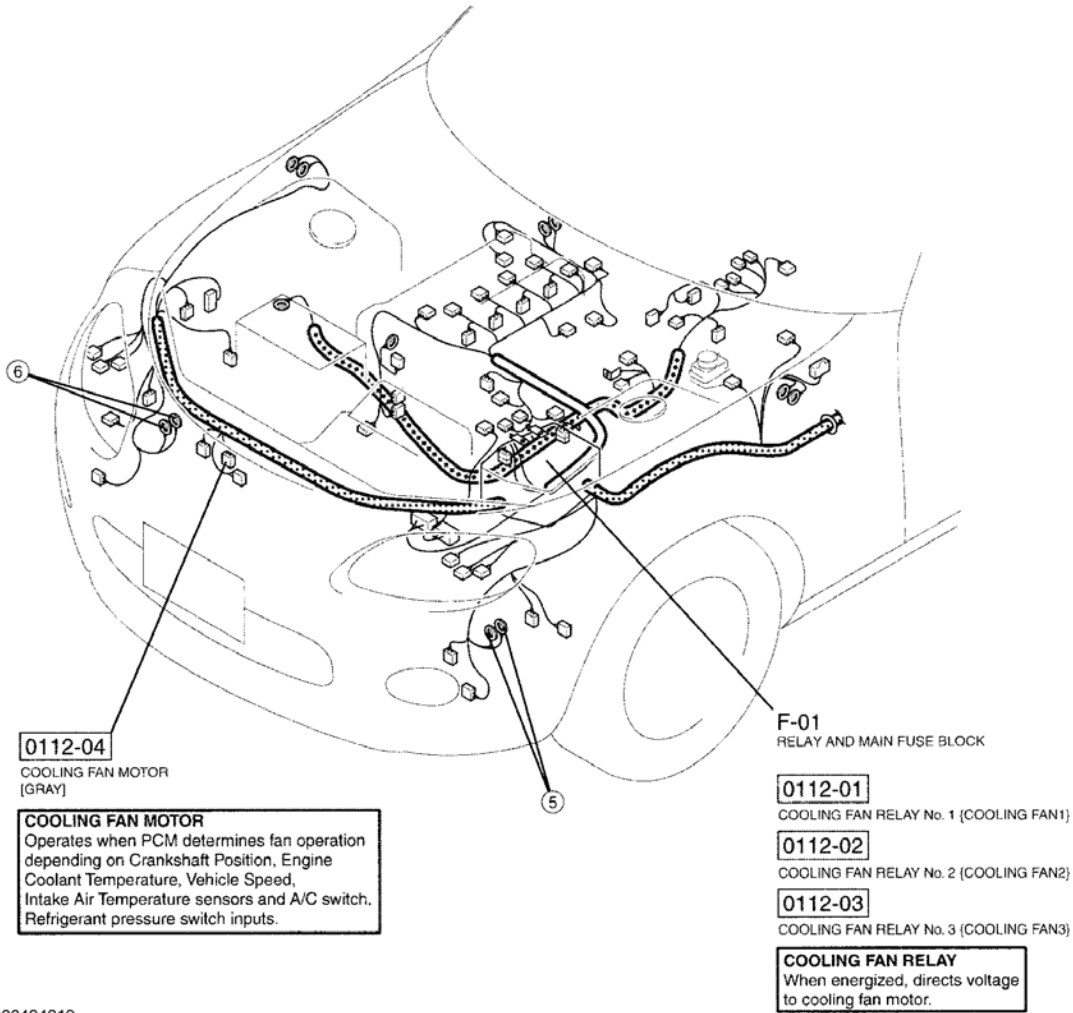 6
0112-04
COOLING FAN MOTOR
[GRAY]
COOLING FAN MOTOR
Operates when PCM determines fan operation
depending on Crankshaft Position, Engine
Coolant Temperature, Vehicle Speed,
Intake Air Temperature sensors and A/C switch.
Refrigerant pressure switch inputs.
5
F-01
RELAY AND MAIN FUSE BLOCK
0112-01
COOLING FAN RELAY No. 1 {COOLING FAN1}
0112-02
COOLING FAN RELAY No. 2 {COOLING FAN2}
0112-03
COOLING FAN RELAY No. 3 {COOLING FAN3}
COOLING FAN RELAY
When energized, directs voltage
to cooling fan motor.